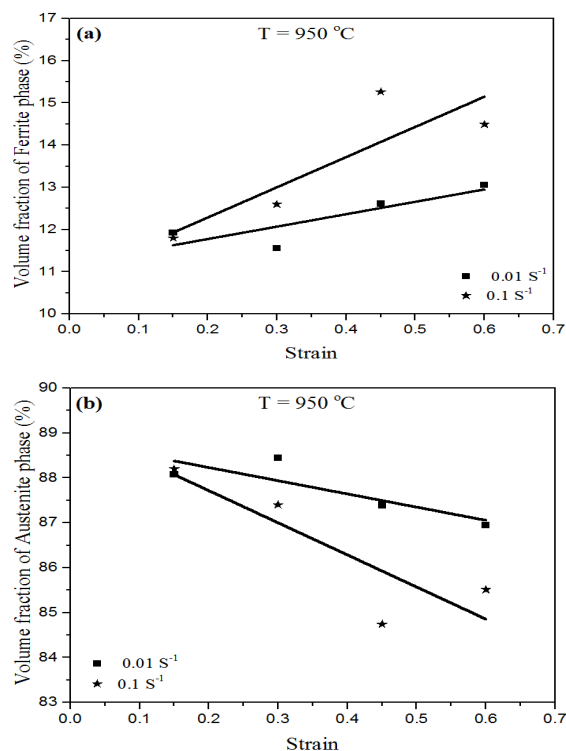 (a)
T = 950 °C
Volume fraction of Ferrite phase (%)
17
16
15
14
13
12
11
10
0.0 0.1 0.2 0.3 0.4 0.5 0.6 0.7
Strain
0.01 S⁻¹
0.1 S⁻¹
(b)
T = 950 °C
Volume fraction of Austenite phase (%)
90
89
88
87
86
85
84
83
0.0 0.1 0.2 0.3 0.4 0.5 0.6 0.7
Strain
0.01 S⁻¹
0.1 S⁻¹